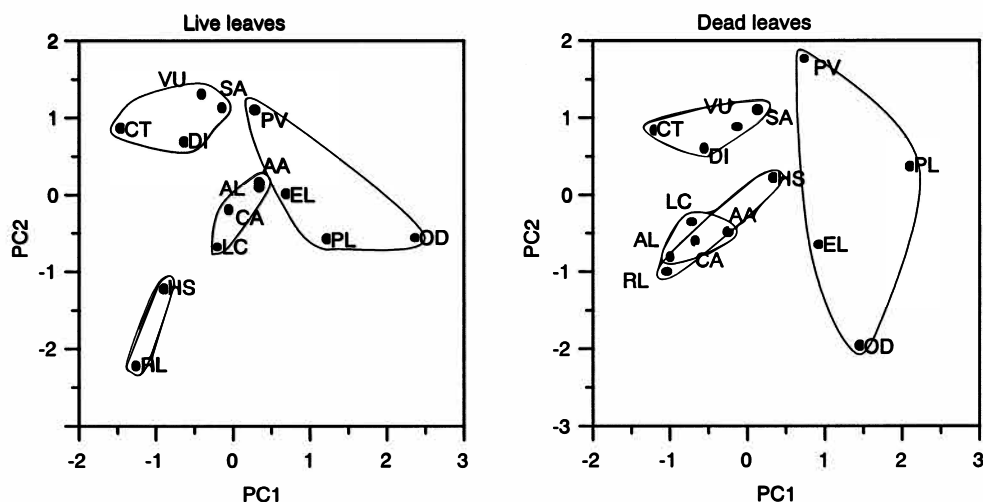 Live leaves
2
1
0
-1
-2
PC2
VU
SA
CT
DI
PV
AA
AL
EL
CA
LC
PL
OD
HS
RL
-2
-1
0
1
2
3
PC1
Dead leaves
2
1
0
-1
-2
-3
PC2
PV
VU
SA
CT
DI
PL
HS
LC
AA
AL
EL
CA
RL
OD
-2
-1
0
1
2
3
PC1